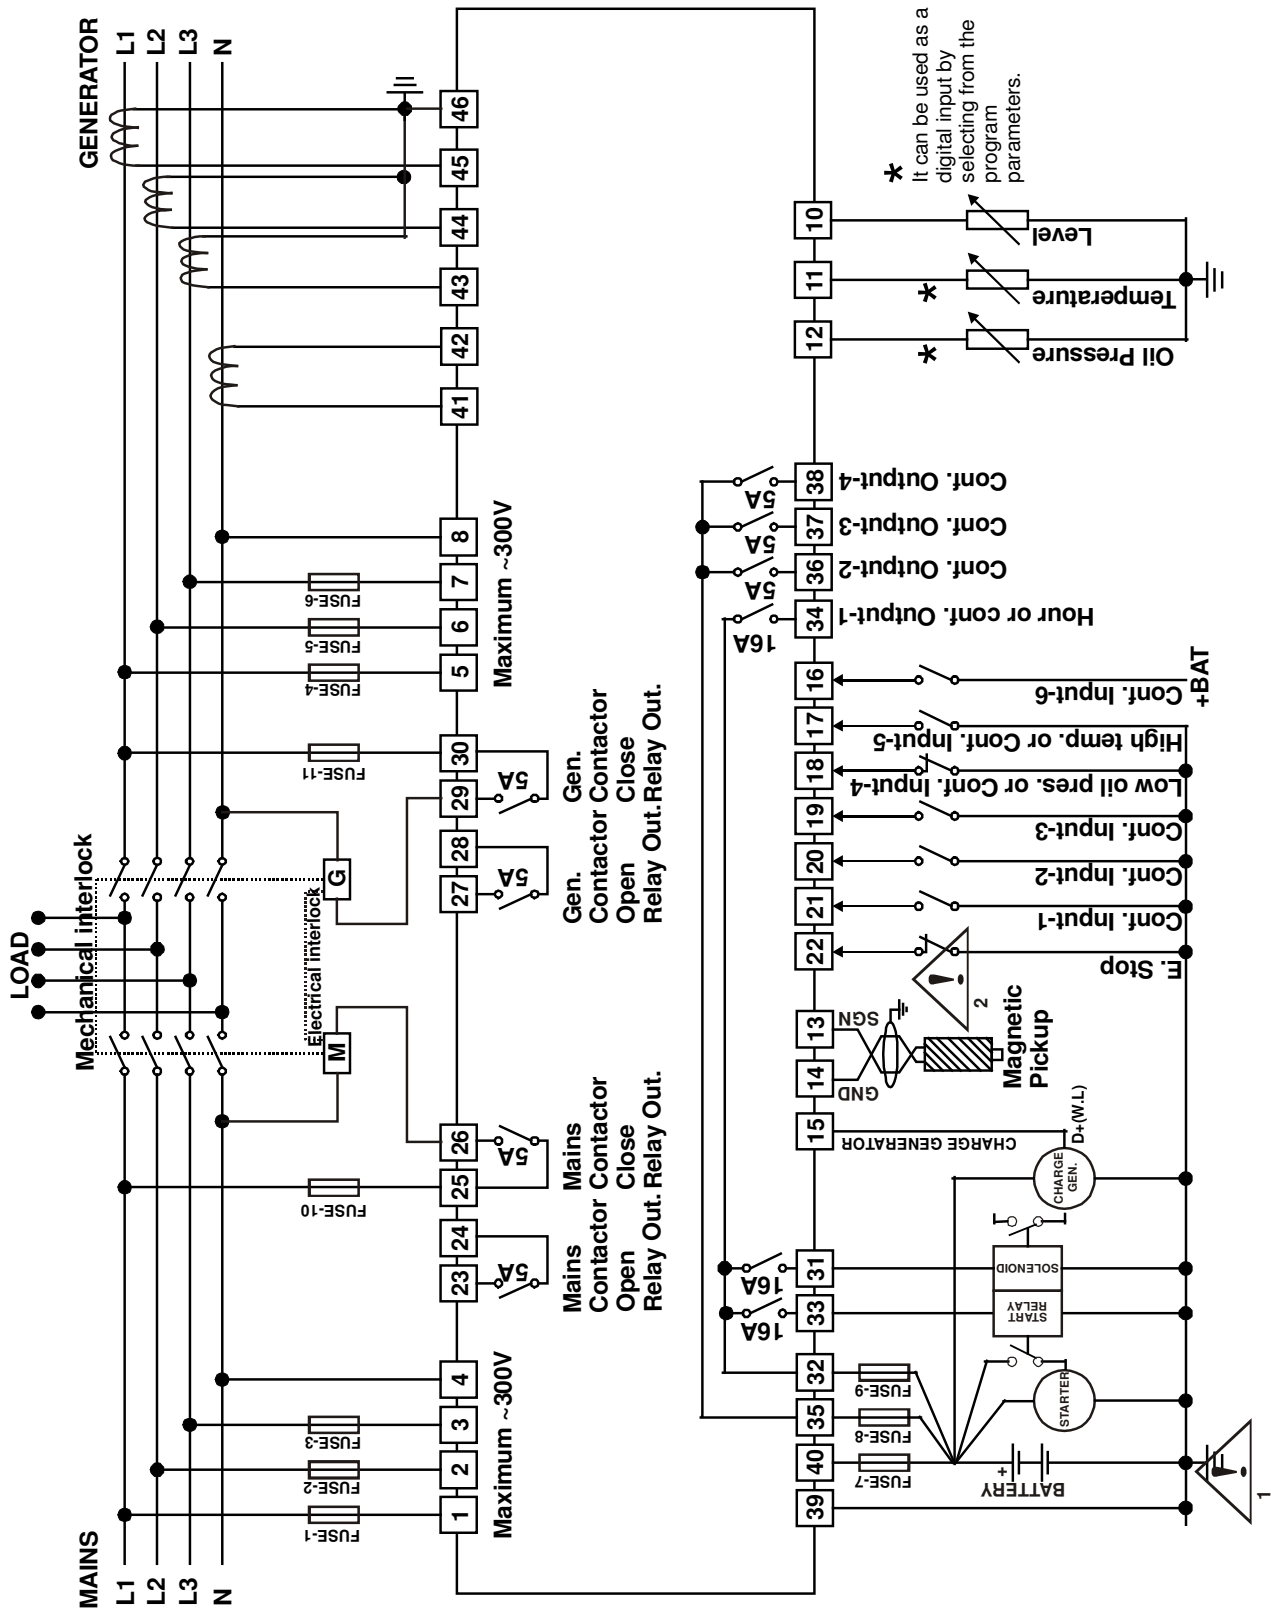 MAINS
L1
L2
L3
N
LOAD
Mechanical interlock
Electrical interlock
M
G
GENERATOR
L1
L2
L3
N
FUSE-1
FUSE-2
FUSE-3
FUSE-10
FUSE-11
FUSE-4
FUSE-5
FUSE-6
1
2
3
4
23
24
25
26
27
28
29
30
5
6
7
8
41
42
43
44
45
46
Maximum ~300V
5A
5A
5A
5A
Mains
Contactor
Open
Relay Out.
Mains
Contactor
Close
Relay Out.
Gen.
Contactor
Open
Relay Out.
Gen.
Contactor
Close
Relay Out.
Maximum ~300V
16A
16A
16A
5A
5A
5A
39
40
35
32
33
31
15
14
13
22
21
20
19
18
17
16
34
36
37
38
12
11
10
FUSE-7
FUSE-8
FUSE-9
BATTERY
+
STARTER
START
RELAY
SOLENOID
CHARGE
GEN.
D+(W.L)
CHARGE GENERATOR
GND
SGN
Magnetic
Pickup
!
2
E. Stop
Conf. Input-1
Conf. Input-2
Conf. Input-3
Low oil pres. or Conf. Input-4
High temp. or Conf. Input-5
Conf. Input-6
+BAT
Hour or conf. Output-1
Conf. Output-2
Conf. Output-3
Conf. Output-4
Oil Pressure
*
Temperature
*
Level
*
It can be used as a
digital input by
selecting from the
program
parameters.
!
1